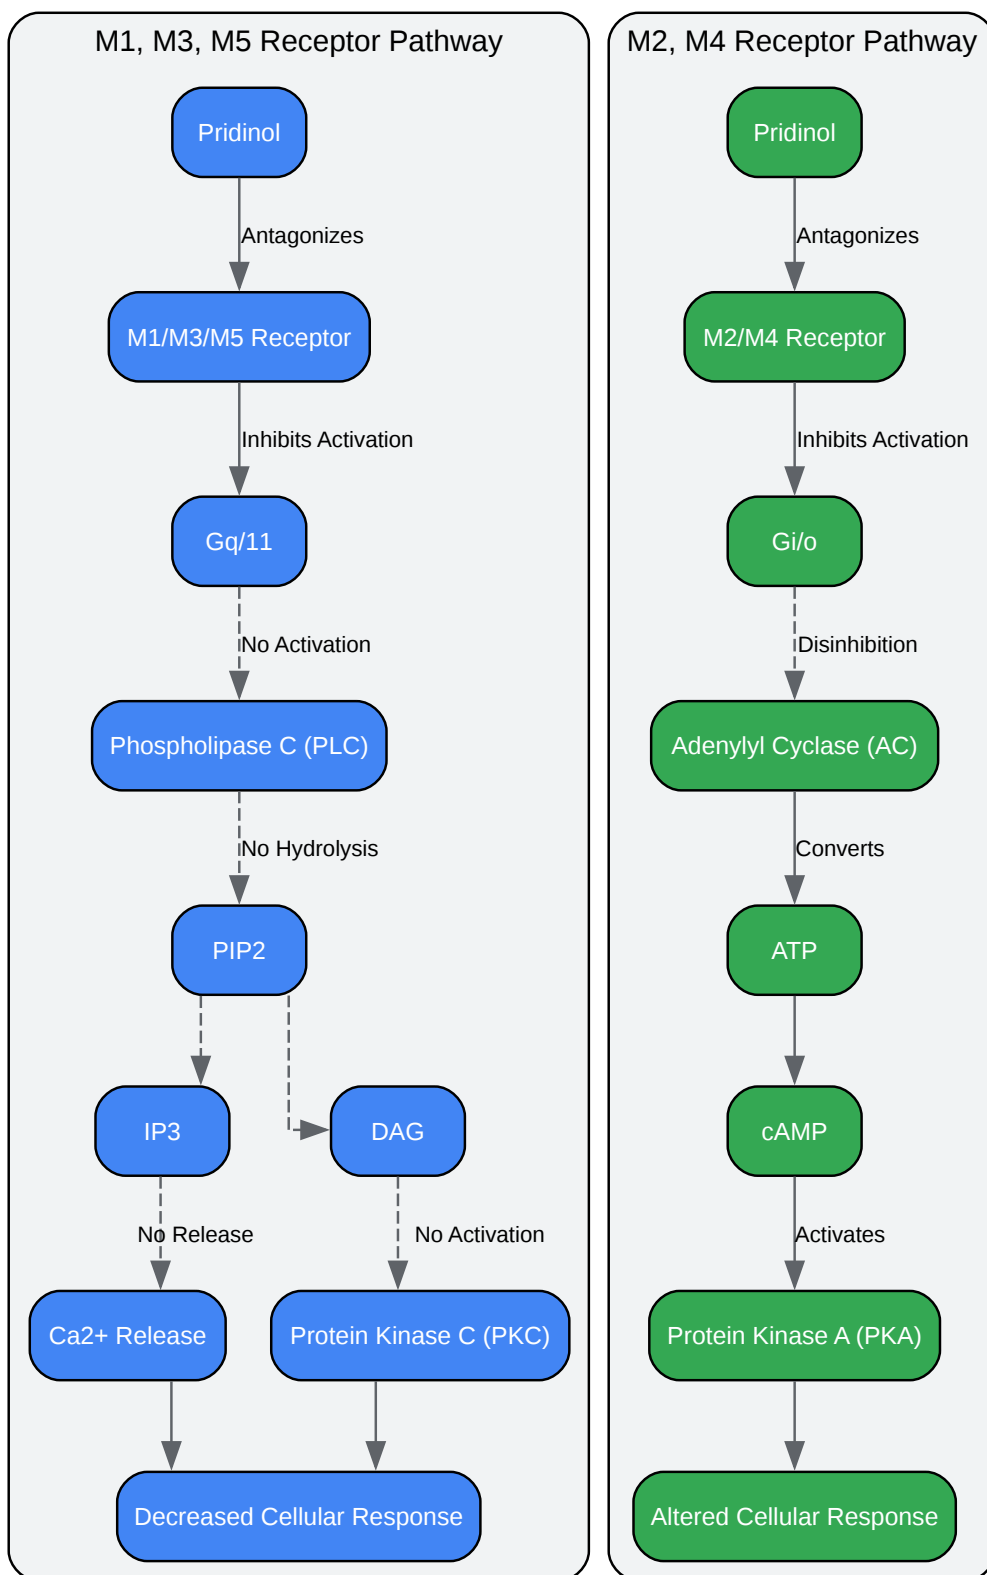 M1, M3, M5 Receptor Pathway
Pridinol
Antagonizes
M1/M3/M5 Receptor
Inhibits Activation
Gq/11
No Activation
Phospholipase C (PLC)
No Hydrolysis
PIP2
IP3
DAG
No Release
No Activation
Ca2+ Release
Protein Kinase C (PKC)
Decreased Cellular Response
M2, M4 Receptor Pathway
Pridinol
Antagonizes
M2/M4 Receptor
Inhibits Activation
Gi/o
Disinhibition
Adenylyl Cyclase (AC)
Converts
ATP
cAMP
Activates
Protein Kinase A (PKA)
Altered Cellular Response